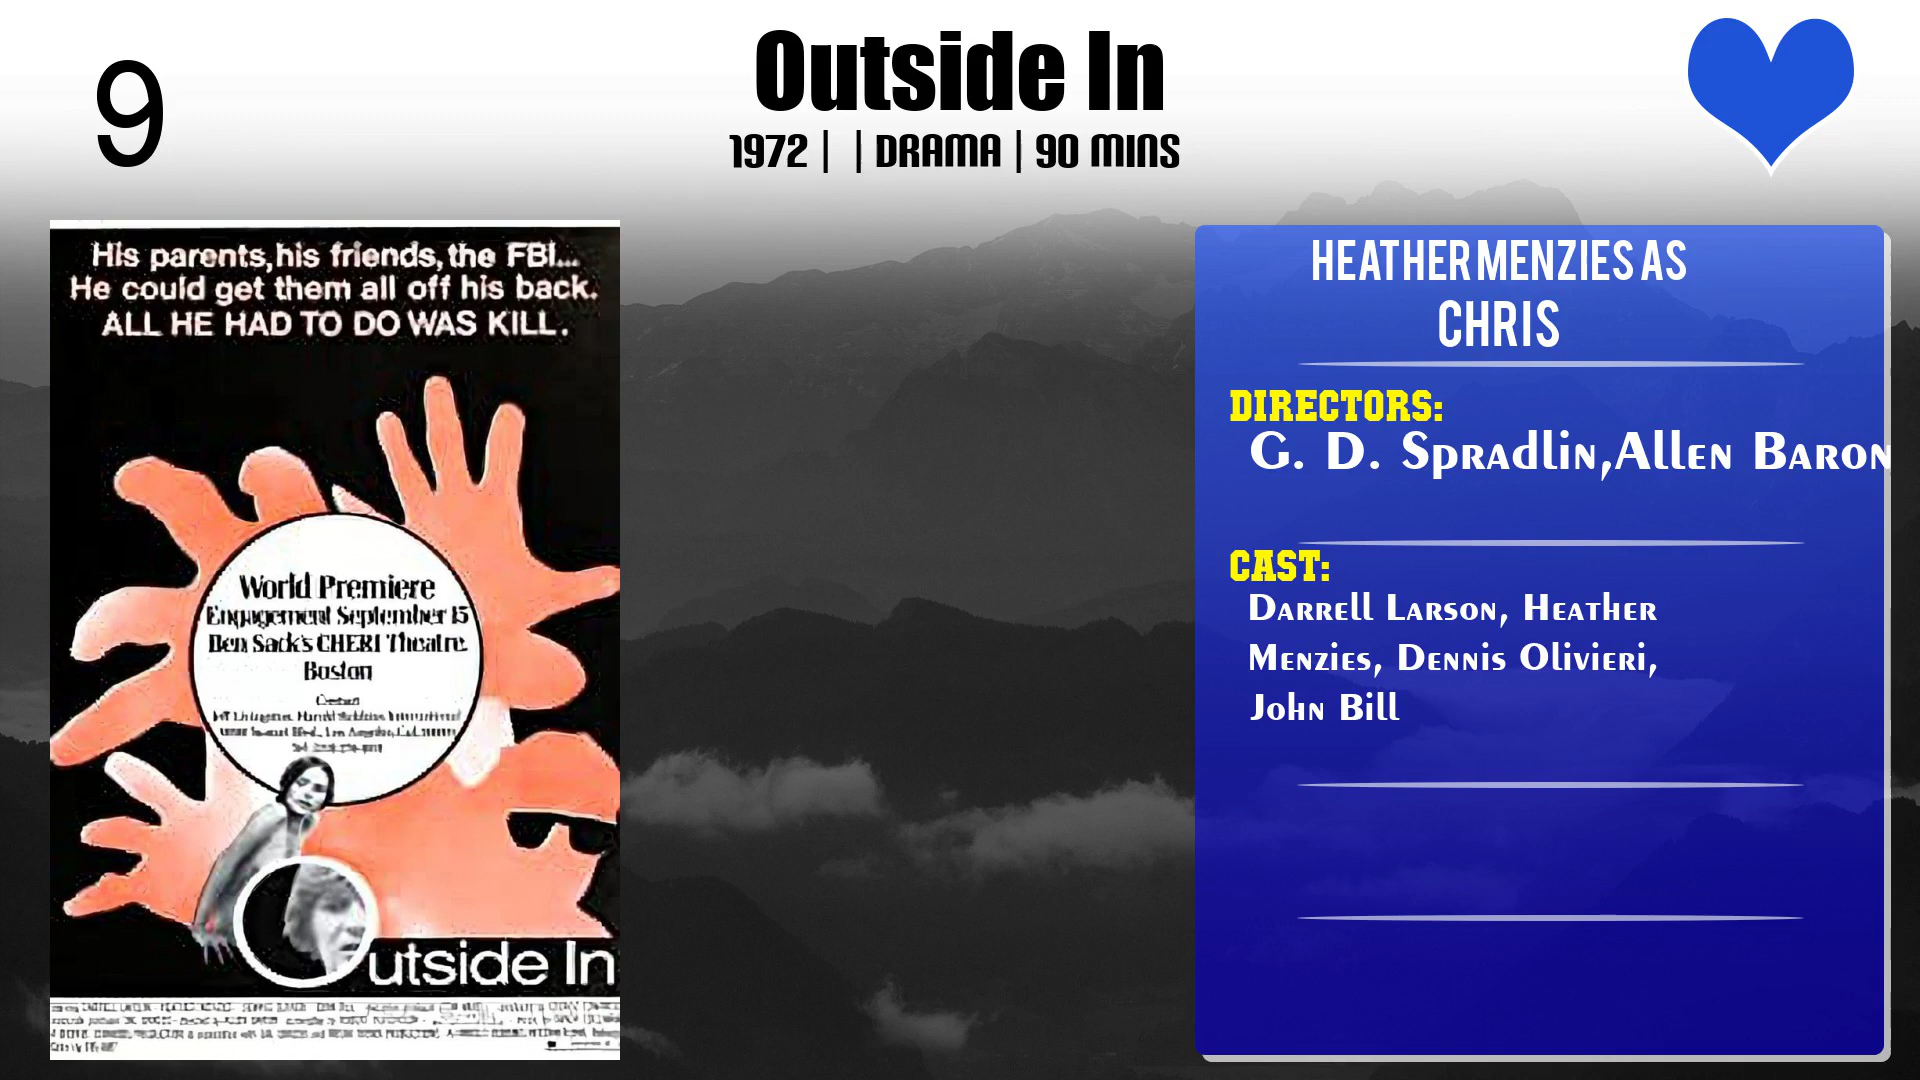 9
Outside In
1972 | | DRAMA | 90 MINS
His parents, his friends, the FBI...
He could get them all off his back.
ALL HE HAD TO DO WAS KILL.
World Premiere
Engagement September 15
Ben Sack's CHERI Theatre
Boston
Contact
Outside In
HEATHER MENZIES AS
CHRIS
DIRECTORS:
G. D. Spradlin,Allen Baron
CAST:
Darrell Larson, Heather
Menzies, Dennis Olivieri,
John Bill